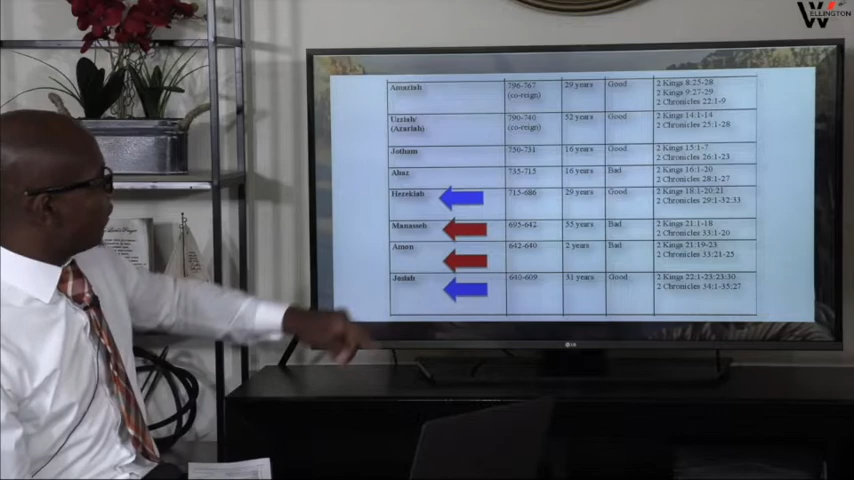 WELLINGTON
Amaziah 796-767 29 years Good 2 Kings 8:25-28
(co-reign) 2 Kings 9:27-29
2 Chronicles 22:1-9
Uzziah/ 790-740 52 years Good 2 Kings 14:1-14
(Azariah) (co-reign) 2 Chronicles 25:1-28
Jotham 750-731 16 years Good 2 Kings 15:1-7
2 Chronicles 26:1-23
Ahaz 735-715 16 years Bad 2 Kings 16:1-20
2 Chronicles 28:1-27
Hezekiah 715-686 29 years Good 2 Kings 18:1-20:21
2 Chronicles 29:1-32:33
Manasseh 695-642 55 years Bad 2 Kings 21:1-18
2 Chronicles 33:1-20
Amon 642-640 2 years Bad 2 Kings 21:19-23
2 Chronicles 33:21-25
Josiah 640-609 31 years Good 2 Kings 22:1-23:30
2 Chronicles 34:1-35:27
LG